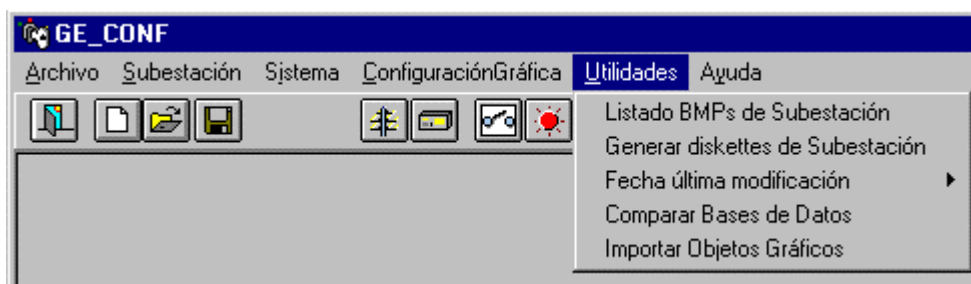 GE_CONF
Archivo Subestación Sistema ConfiguraciónGráfica Utilidades Ayuda
Listado BMPs de Subestación
Generar diskettes de Subestación
Fecha última modificación
Comparar Bases de Datos
Importar Objetos Gráficos